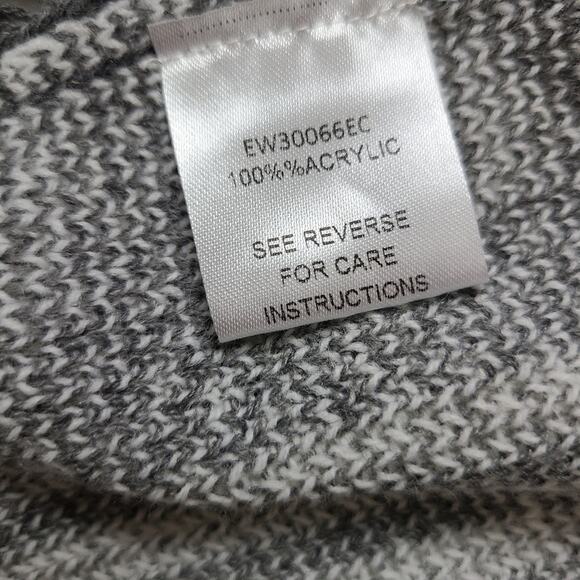 EW30066EC
100%%ACRYLIC
SEE REVERSE
FOR CARE
INSTRUCTIONS